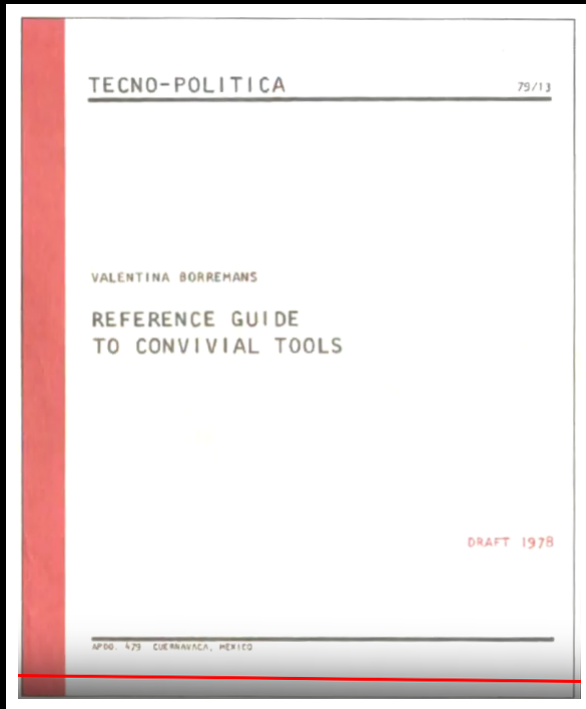 TECNO-POLITICA 79/13
VALENTINA BORREMANS
REFERENCE GUIDE
TO CONVIVIAL TOOLS
DRAFT 1978
APDO. 479 CUERNAVACA, MEXICO